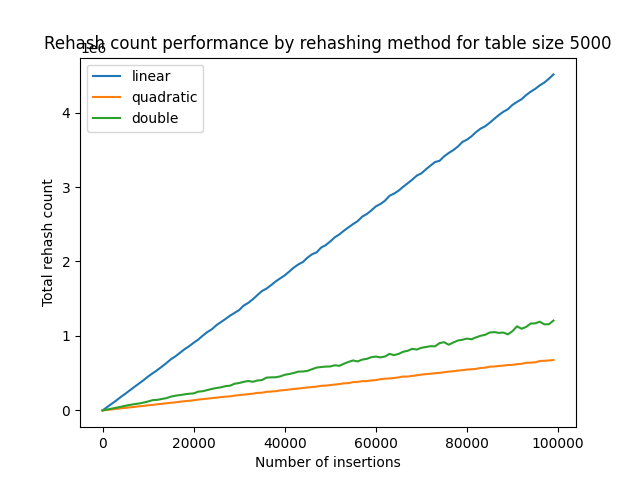 Rehash count performance by rehashing method for table size 5000
1e6
linear
quadratic
double
Total rehash count
4
3
2
1
0
0
20000
40000
60000
80000
100000
Number of insertions